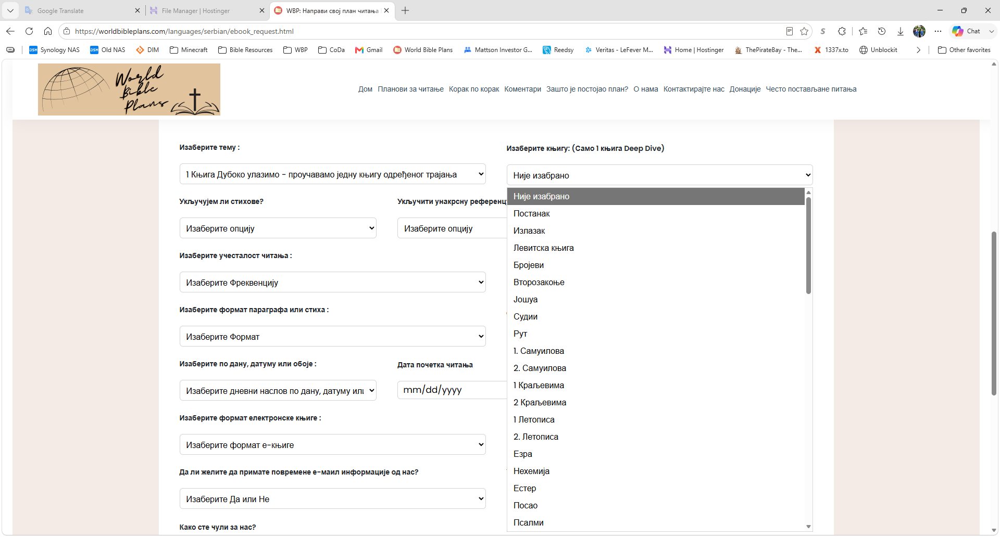 Google Translate
File Manager | Hostinger
WBP: Направи свој план читања
https://worldbibleplans.com/languages/serbian/ebook_request.html
Chat
Synology NAS
Old NAS
DIM
Minecraft
Bible Resources
WBP
CoDa
Gmail
World Bible Plans
Mattson Investor G...
Reedsy
Veritas - LeFever M...
Home | Hostinger
ThePirateBay - The...
1337x.to
Unblockit
Other favorites
World
Bible
Plans
Дом Планови за читање Корак по корак Коментари Зашто је постојао план? О нама Контактирајте нас Донације Често постављане питања
Изаберите тему :
1 Књига Дубоко улазимо - проучавамо једну књигу одређеног трајања
Изаберите књигу: (Само 1 књига Deep Dive)
Није изабрано
Укључујем ли стихове?
Изаберите опцију
Укључити унакрсну референц
Изаберите опцију
Изаберите учесталост читања :
Изаберите Фреквенцију
Изаберите формат параграфа или стиха :
Изаберите Формат
Изаберите по дану, датуму или обоје :
Изаберите дневни наслов по дану, датуму или
Дата почетка читања
mm/dd/yyyy
Изаберите формат електронске књиге :
Изаберите формат е-књиге
Да ли желите да примате повремене е-маил информације од нас?
Изаберите Да или Не
Како сте чули за нас?
Није изабрано
Постанак
Излазак
Левитска књига
Бројеви
Второзакоње
Јошуа
Судии
Рут
1. Самуилова
2. Самуилова
1 Краљевима
2 Краљевима
1 Летописа
2. Летописа
Езра
Нехемија
Естер
Посао
Псалми